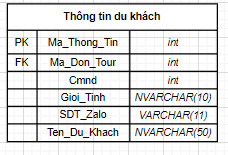 Thông tin du khách
PK Ma_Thong_Tin int
FK Ma_Don_Tour int
Cmnd int
Gioi_Tinh NVARCHAR(10)
SDT_Zalo VARCHAR(11)
Ten_Du_Khach NVARCHAR(50)